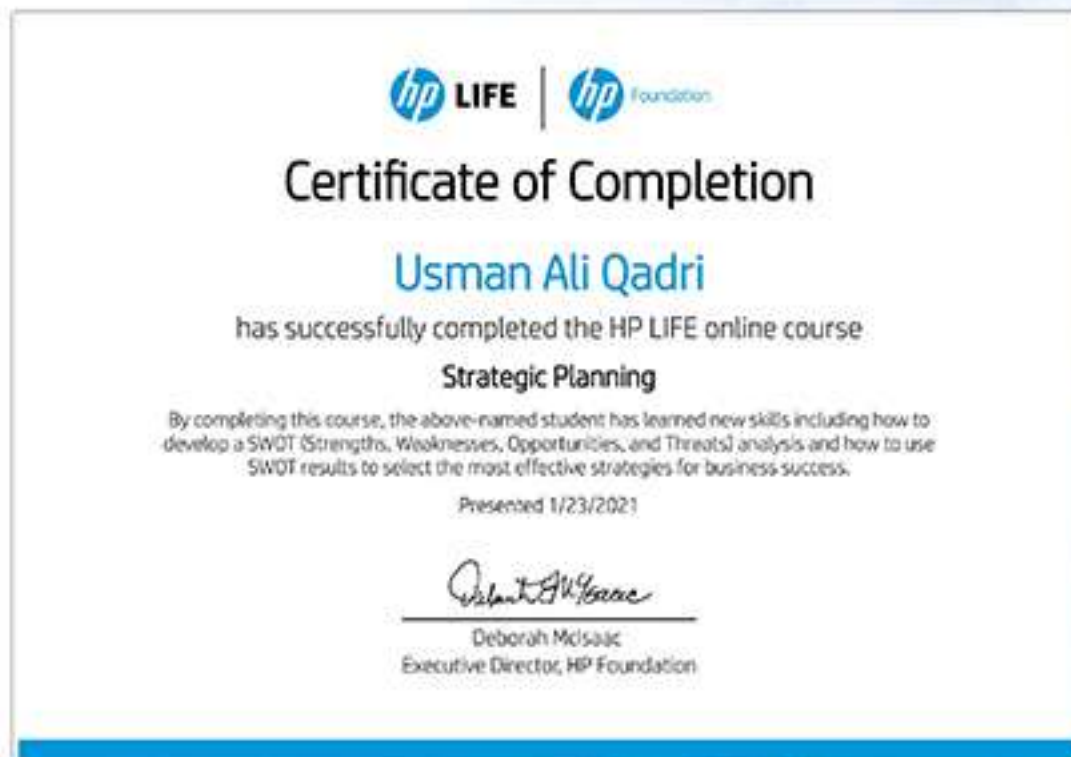 hp LIFE | hp Foundation
Certificate of Completion
Usman Ali Qadri
has successfully completed the HP LIFE online course
Strategic Planning
By completing this course, the above-named student has learned new skills including how to
develop a SWOT (Strengths, Weaknesses, Opportunities, and Threats) analysis and how to use
SWOT results to select the most effective strategies for business success.
Presented 1/23/2021
Deborah McIsaac
Deborah McIsaac
Executive Director, HP Foundation